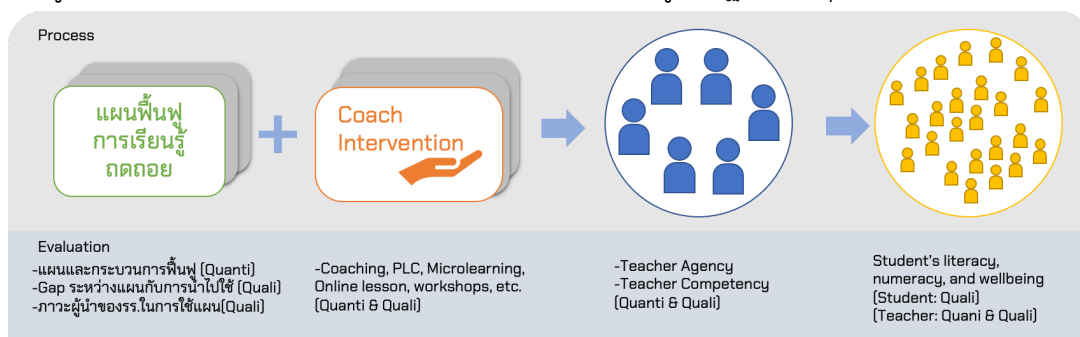 Process
แผนฟื้นฟู
การเรียนรู้
ถดถอย
Coach
Intervention
Evaluation
-แผนและกระบวนการฟื้นฟู (Quanti)
-Gap ระหว่างแผนกับการนำไปใช้ (Quali)
-ภาวะผู้นำของรร.ในการใช้แผน(Quali)
-Coaching, PLC, Microlearning,
Online lesson, workshops, etc.
(Quanti & Quali)
-Teacher Agency
-Teacher Competency
(Quanti & Quali)
Student's literacy,
numeracy, and wellbeing
(Student: Quali)
(Teacher: Quani & Quali)